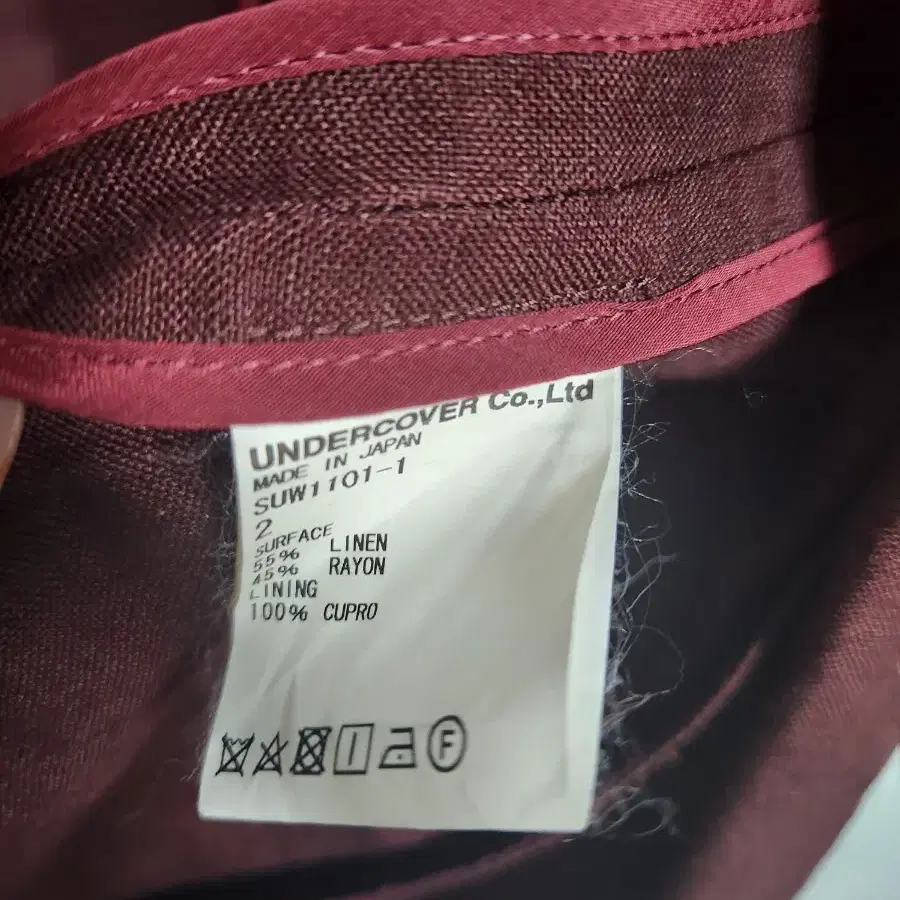 UNDERCOVER Co.,Ltd
MADE IN JAPAN
SUW1101-1
2
SURFACE
55% LINEN
45% RAYON
LINING
100% CUPRO
F